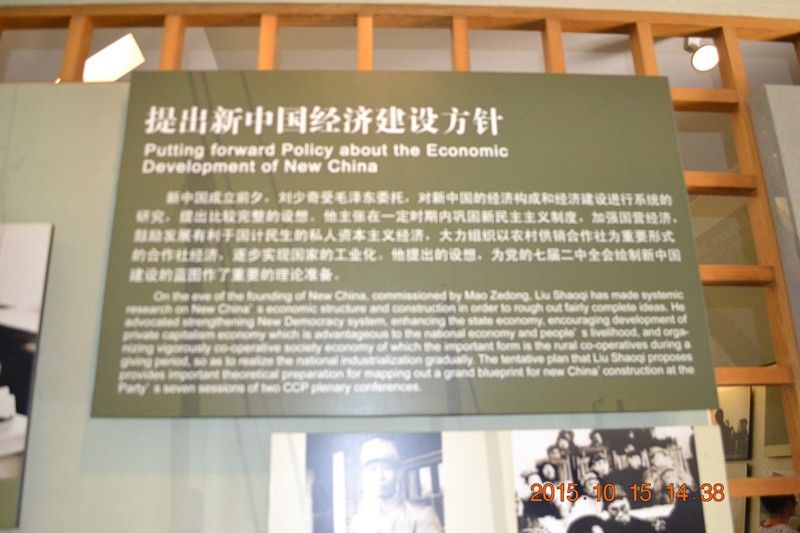 提出新中国经济建设方针
Putting forward Policy about the Economic
Development of New China
新中国成立前夕，刘少奇受毛泽东委托，对新中国的经济构成和经济建设进行系统的
研究，提出比较完整的设想。他主张在一定时期内巩固新民主主义制度，加强国营经济，
鼓励发展有利于国计民生的私人资本主义经济，大力组织以农村供销合作社为重要形式
的合作社经济，逐步实现国家的工业化。他提出的设想，为党的七届二中全会绘制新中国
建设的蓝图作了重要的理论准备。
On the eve of the founding of New China, commissioned by Mao Zedong, Liu Shaoqi has made systemic
research on New China's economic structure and construction in order to rough out fairly complete ideas. He
advocated strengthening New Democracy system, enhancing the state economy, encouraging development of
private capitalism economy which is advantageous to the national economy and people's livelihood, and orga-
nizing vigorously co-operative society economy of which the important form is the rural co-operatives during a
giving period, so as to realize the national industrialization gradually. The tentative plan that Liu Shaoqi proposes
provides important theoretical preparation for mapping out a grand blueprint for new China' construction at the
Party's seven sessions of two CCP plenary conferences.
2015.10.15 14:38